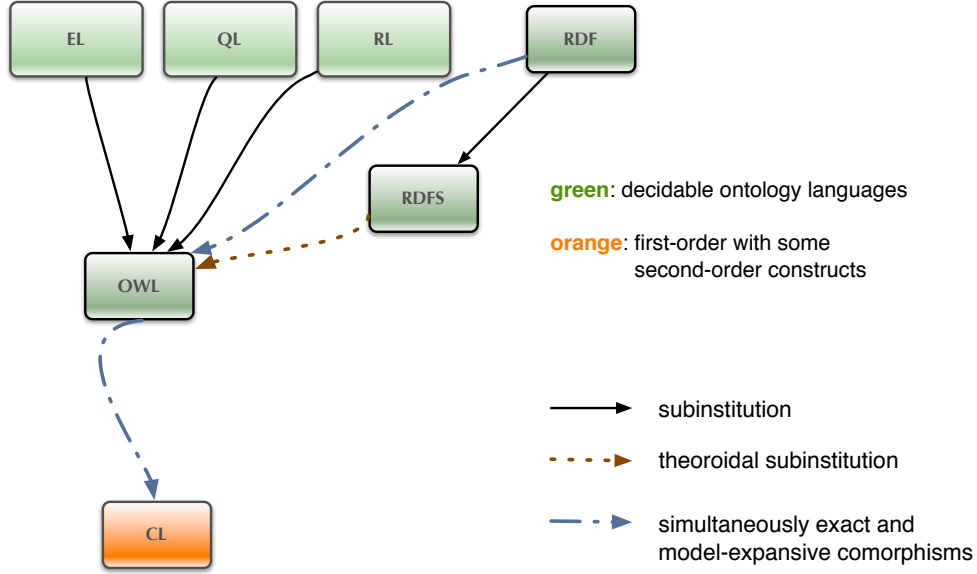 EL
QL
RL
RDF
RDFS
OWL
CL
green: decidable ontology languages
orange: first-order with some
second-order constructs
subinstitution
theoroidal subinstitution
simultaneously exact and
model-expansive comorphisms